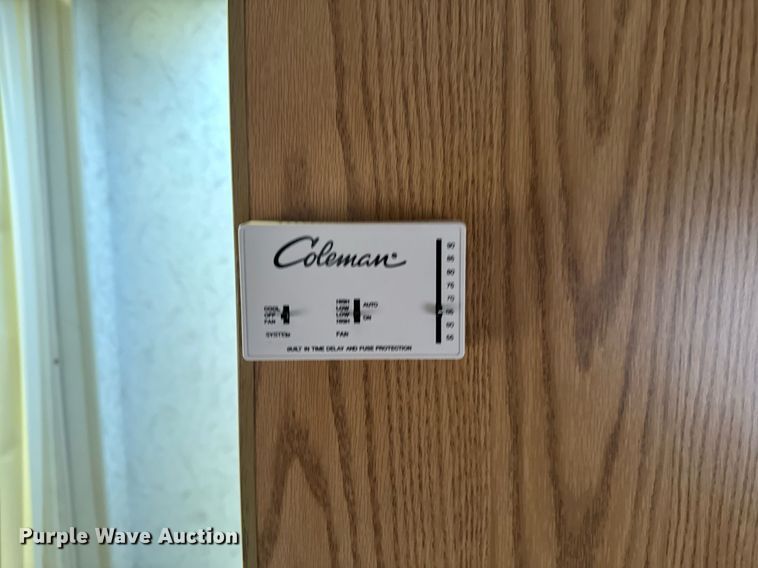 Coleman®
90
85
80
75
70
65
60
55
COOL
OFF
FAN
SYSTEM
HIGH
LOW
LOW
HIGH
AUTO
ON
FAN
BUILT IN TIME DELAY AND FUSE PROTECTION
Purple Wave Auction